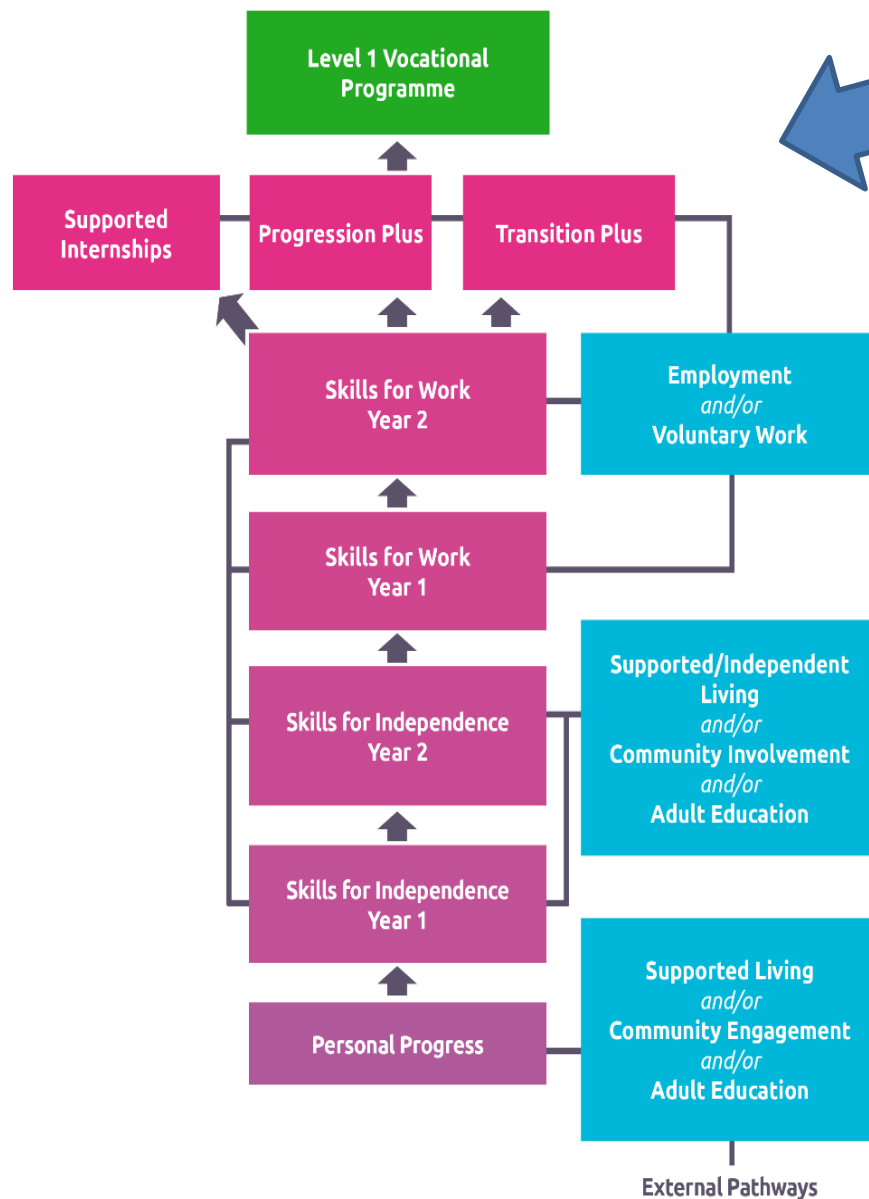 Level 1 Vocational
Programme
Supported
Internships
Progression Plus
Transition Plus
Skills for Work
Year 2
Employment
and/or
Voluntary Work
Skills for Work
Year 1
Skills for Independence
Year 2
Supported/Independent
Living
and/or
Community Involvement
and/or
Adult Education
Skills for Independence
Year 1
Personal Progress
Supported Living
and/or
Community Engagement
and/or
Adult Education
External Pathways